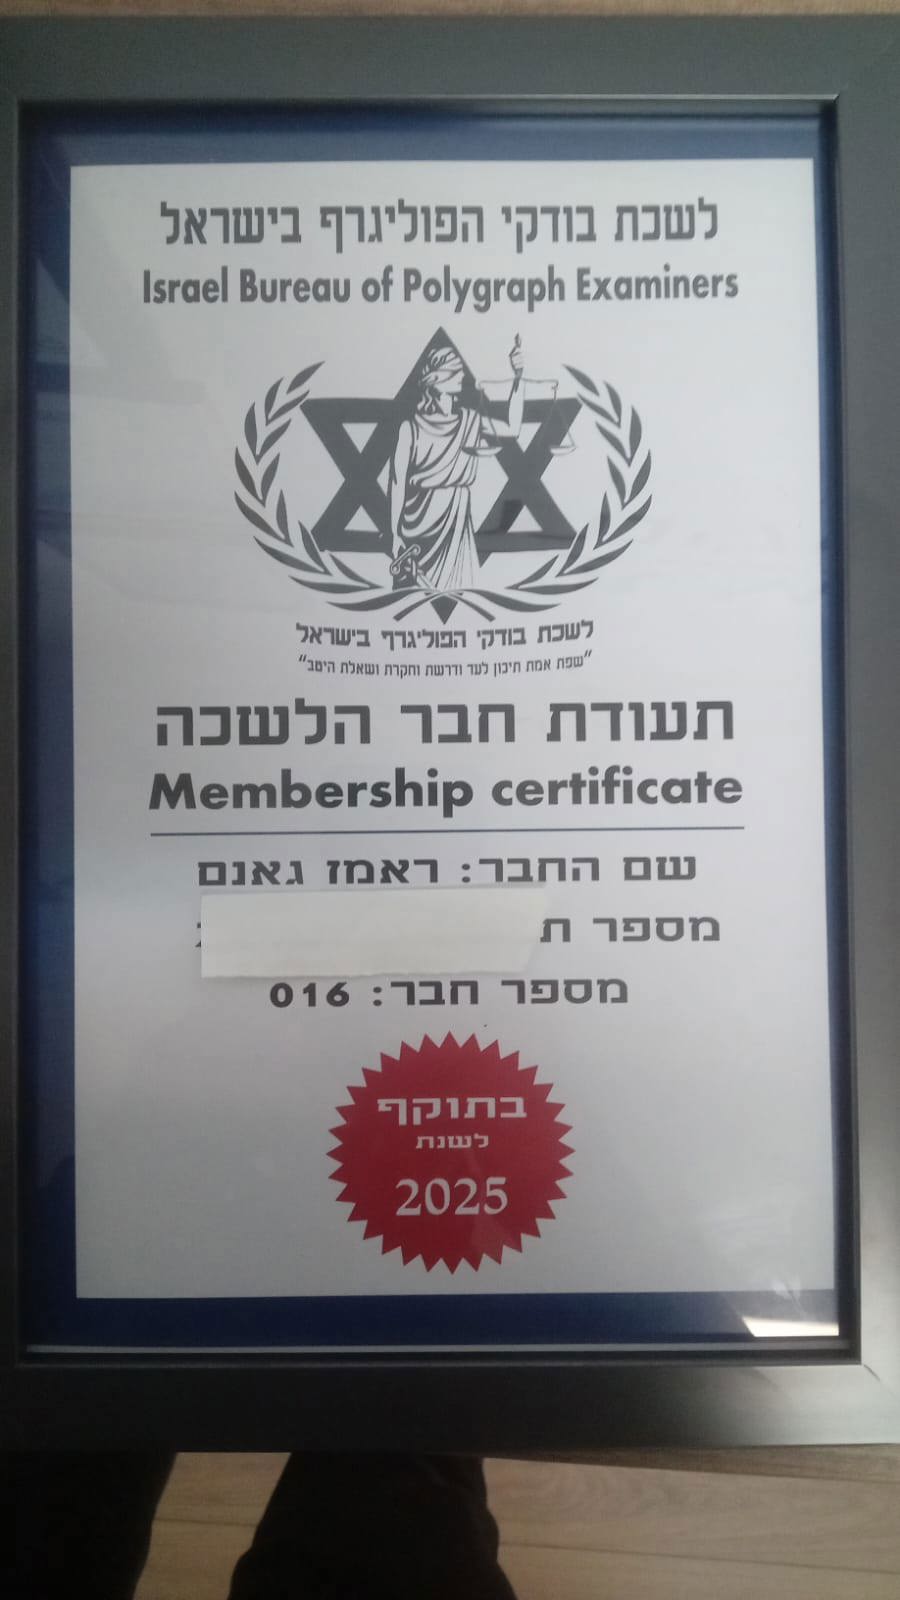 לשכת בודקי הפוליגרף בישראל
Israel Bureau of Polygraph Examiners
לשכת בודקי הפוליגרף בישראל
"שפת אמת תיכון לעד ודרשת וחקרת ושאלת היטב"
תעודת חבר הלשכה
Membership certificate
שם החבר: ראמז גאנם
מספר ת
מספר חבר: 016
בתוקף
לשנת
2025